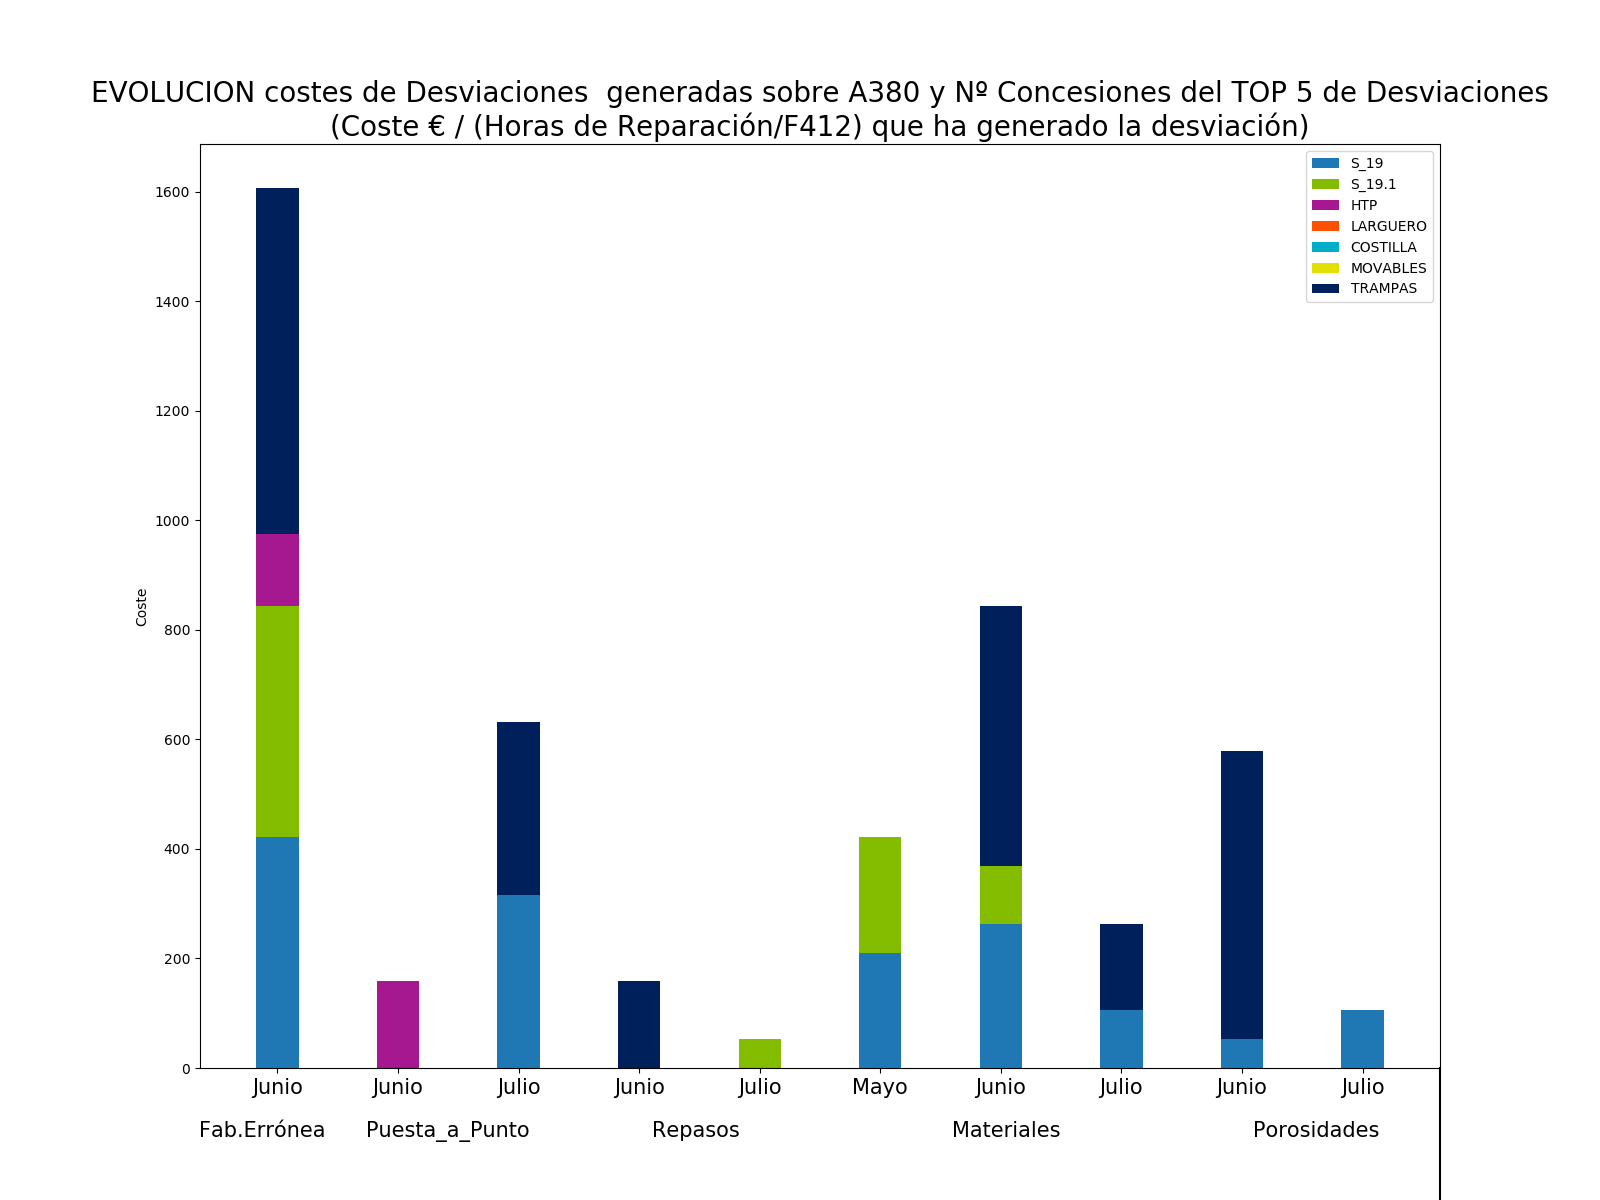 EVOLUCION costes de Desviaciones  generadas sobre A380 y Nº Concesiones del TOP 5 de Desviaciones
(Coste € / (Horas de Reparación/F412) que ha generado la desviación)
S_19
S_19.1
HTP
LARGUERO
COSTILLA
MOVABLES
TRAMPAS
Coste
1600
1400
1200
1000
800
600
400
200
0
Junio Junio Julio Junio Julio Mayo Junio Julio Junio Julio
Fab.Errónea Puesta_a_Punto Repasos Materiales Porosidades